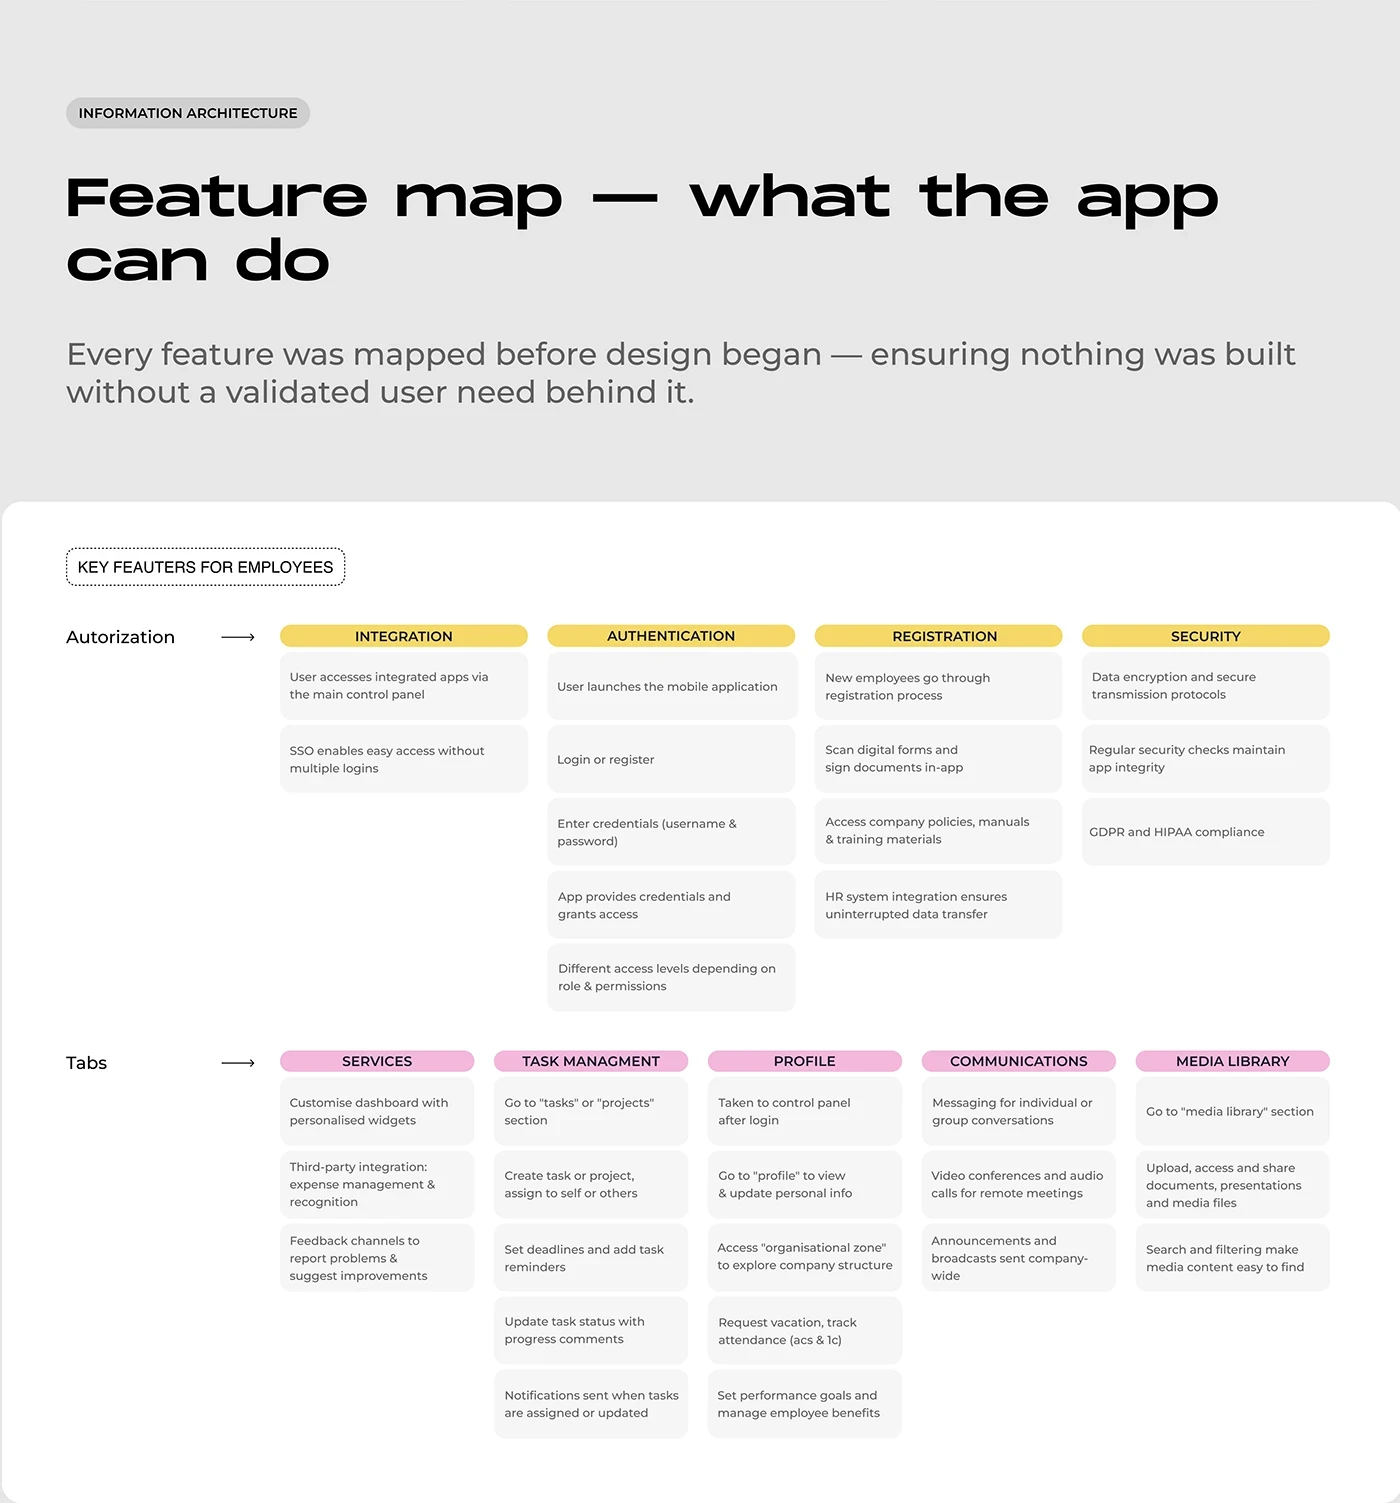 INFORMATION ARCHITECTURE
Feature map — what the app
can do
Every feature was mapped before design began — ensuring nothing was built
without a validated user need behind it.
KEY FEAUTERS FOR EMPLOYEES
Autorization
INTEGRATION
User accesses integrated apps via
the main control panel
SSO enables easy access without
multiple logins
AUTHENTICATION
User launches the mobile application
Login or register
Enter credentials (username &
password)
App provides credentials and
grants access
Different access levels depending on
role & permissions
REGISTRATION
New employees go through
registration process
Scan digital forms and
sign documents in-app
Access company policies, manuals
& training materials
HR system integration ensures
uninterrupted data transfer
SECURITY
Data encryption and secure
transmission protocols
Regular security checks maintain
app integrity
GDPR and HIPAA compliance
Tabs
SERVICES
Customise dashboard with
personalised widgets
Third-party integration:
expense management &
recognition
Feedback channels to
report problems &
suggest improvements
TASK MANAGMENT
Go to "tasks" or "projects"
section
Create task or project,
assign to self or others
Set deadlines and add task
reminders
Update task status with
progress comments
Notifications sent when tasks
are assigned or updated
PROFILE
Taken to control panel
after login
Go to "profile" to view
& update personal info
Access "organisational zone"
to explore company structure
Request vacation, track
attendance (acs & 1c)
Set performance goals and
manage employee benefits
COMMUNICATIONS
Messaging for individual or
group conversations
Video conferences and audio
calls for remote meetings
Announcements and
broadcasts sent company-
wide
MEDIA LIBRARY
Go to "media library" section
Upload, access and share
documents, presentations
and media files
Search and filtering make
media content easy to find